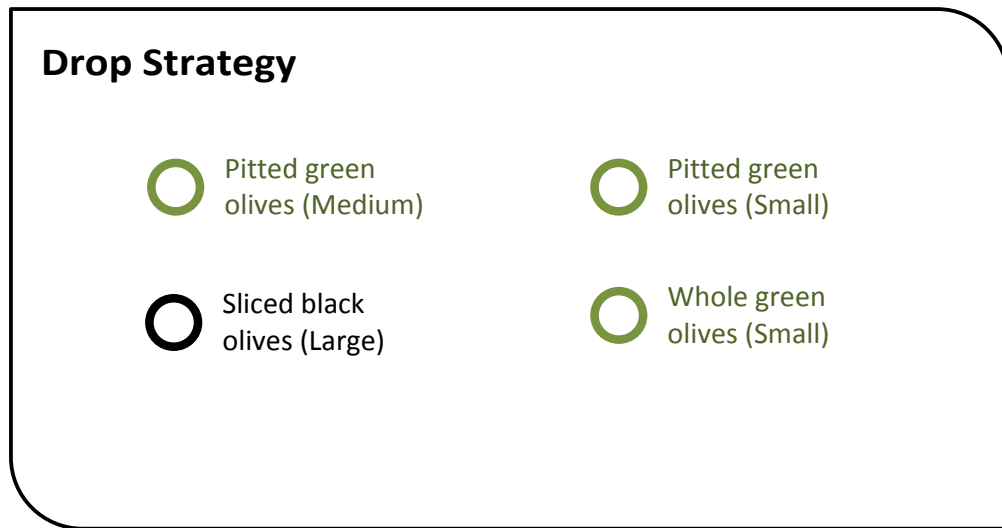 Drop Strategy
Pitted green
olives (Medium)
Pitted green
olives (Small)
Sliced black
olives (Large)
Whole green
olives (Small)